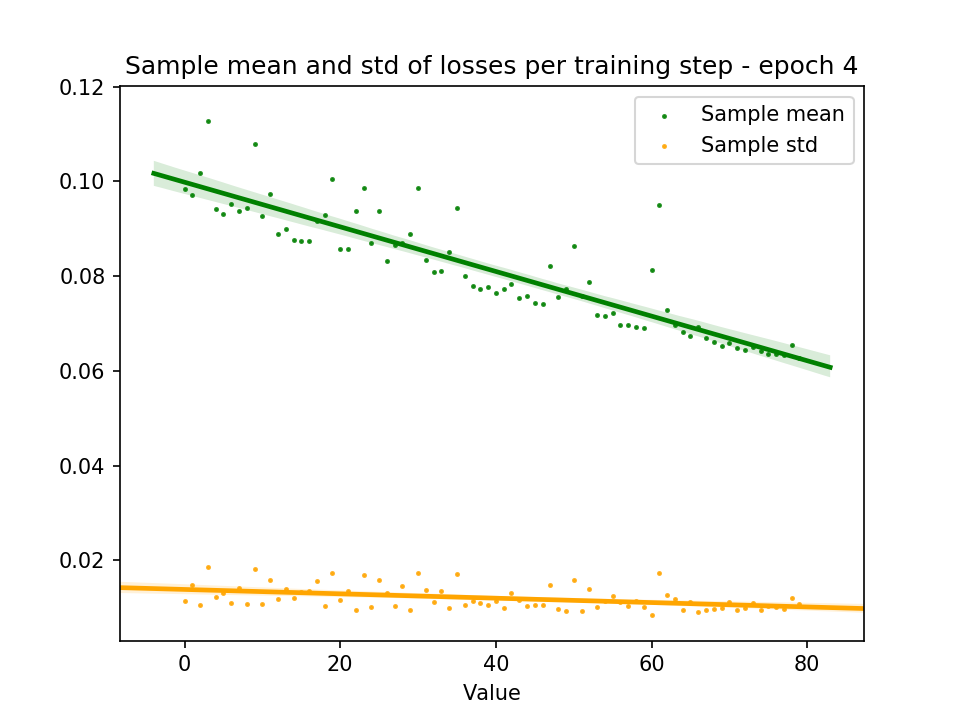 Sample mean and std of losses per training step - epoch 4
0.12
Sample mean
Sample std
0.10
0.08
0.06
0.04
0.02
0 20 40 60 80
Value